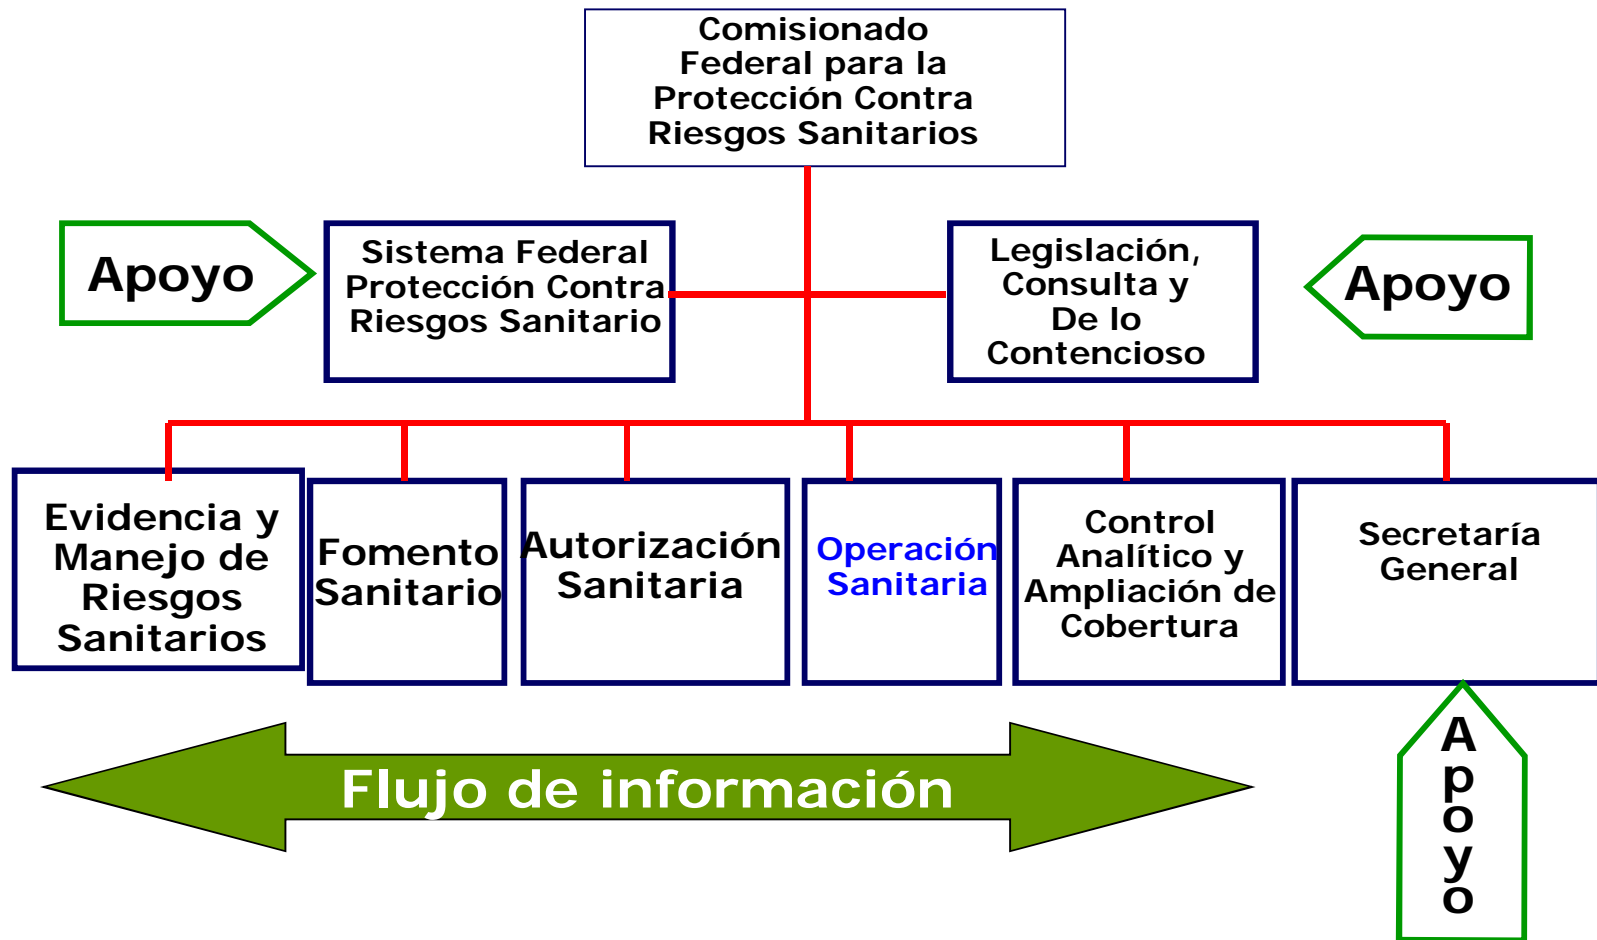 Comisionado
Federal para la
Protección Contra
Riesgos Sanitarios
Apoyo
Sistema Federal
Protección Contra
Riesgos Sanitario
Legislación,
Consulta y
De lo
Contencioso
Apoyo
Evidencia y
Manejo de
Riesgos
Sanitarios
Fomento
Sanitario
Autorización
Sanitaria
Operación
Sanitaria
Control
Analítico y
Ampliación de
Cobertura
Secretaría
General
Flujo de información
A
p
o
y
o